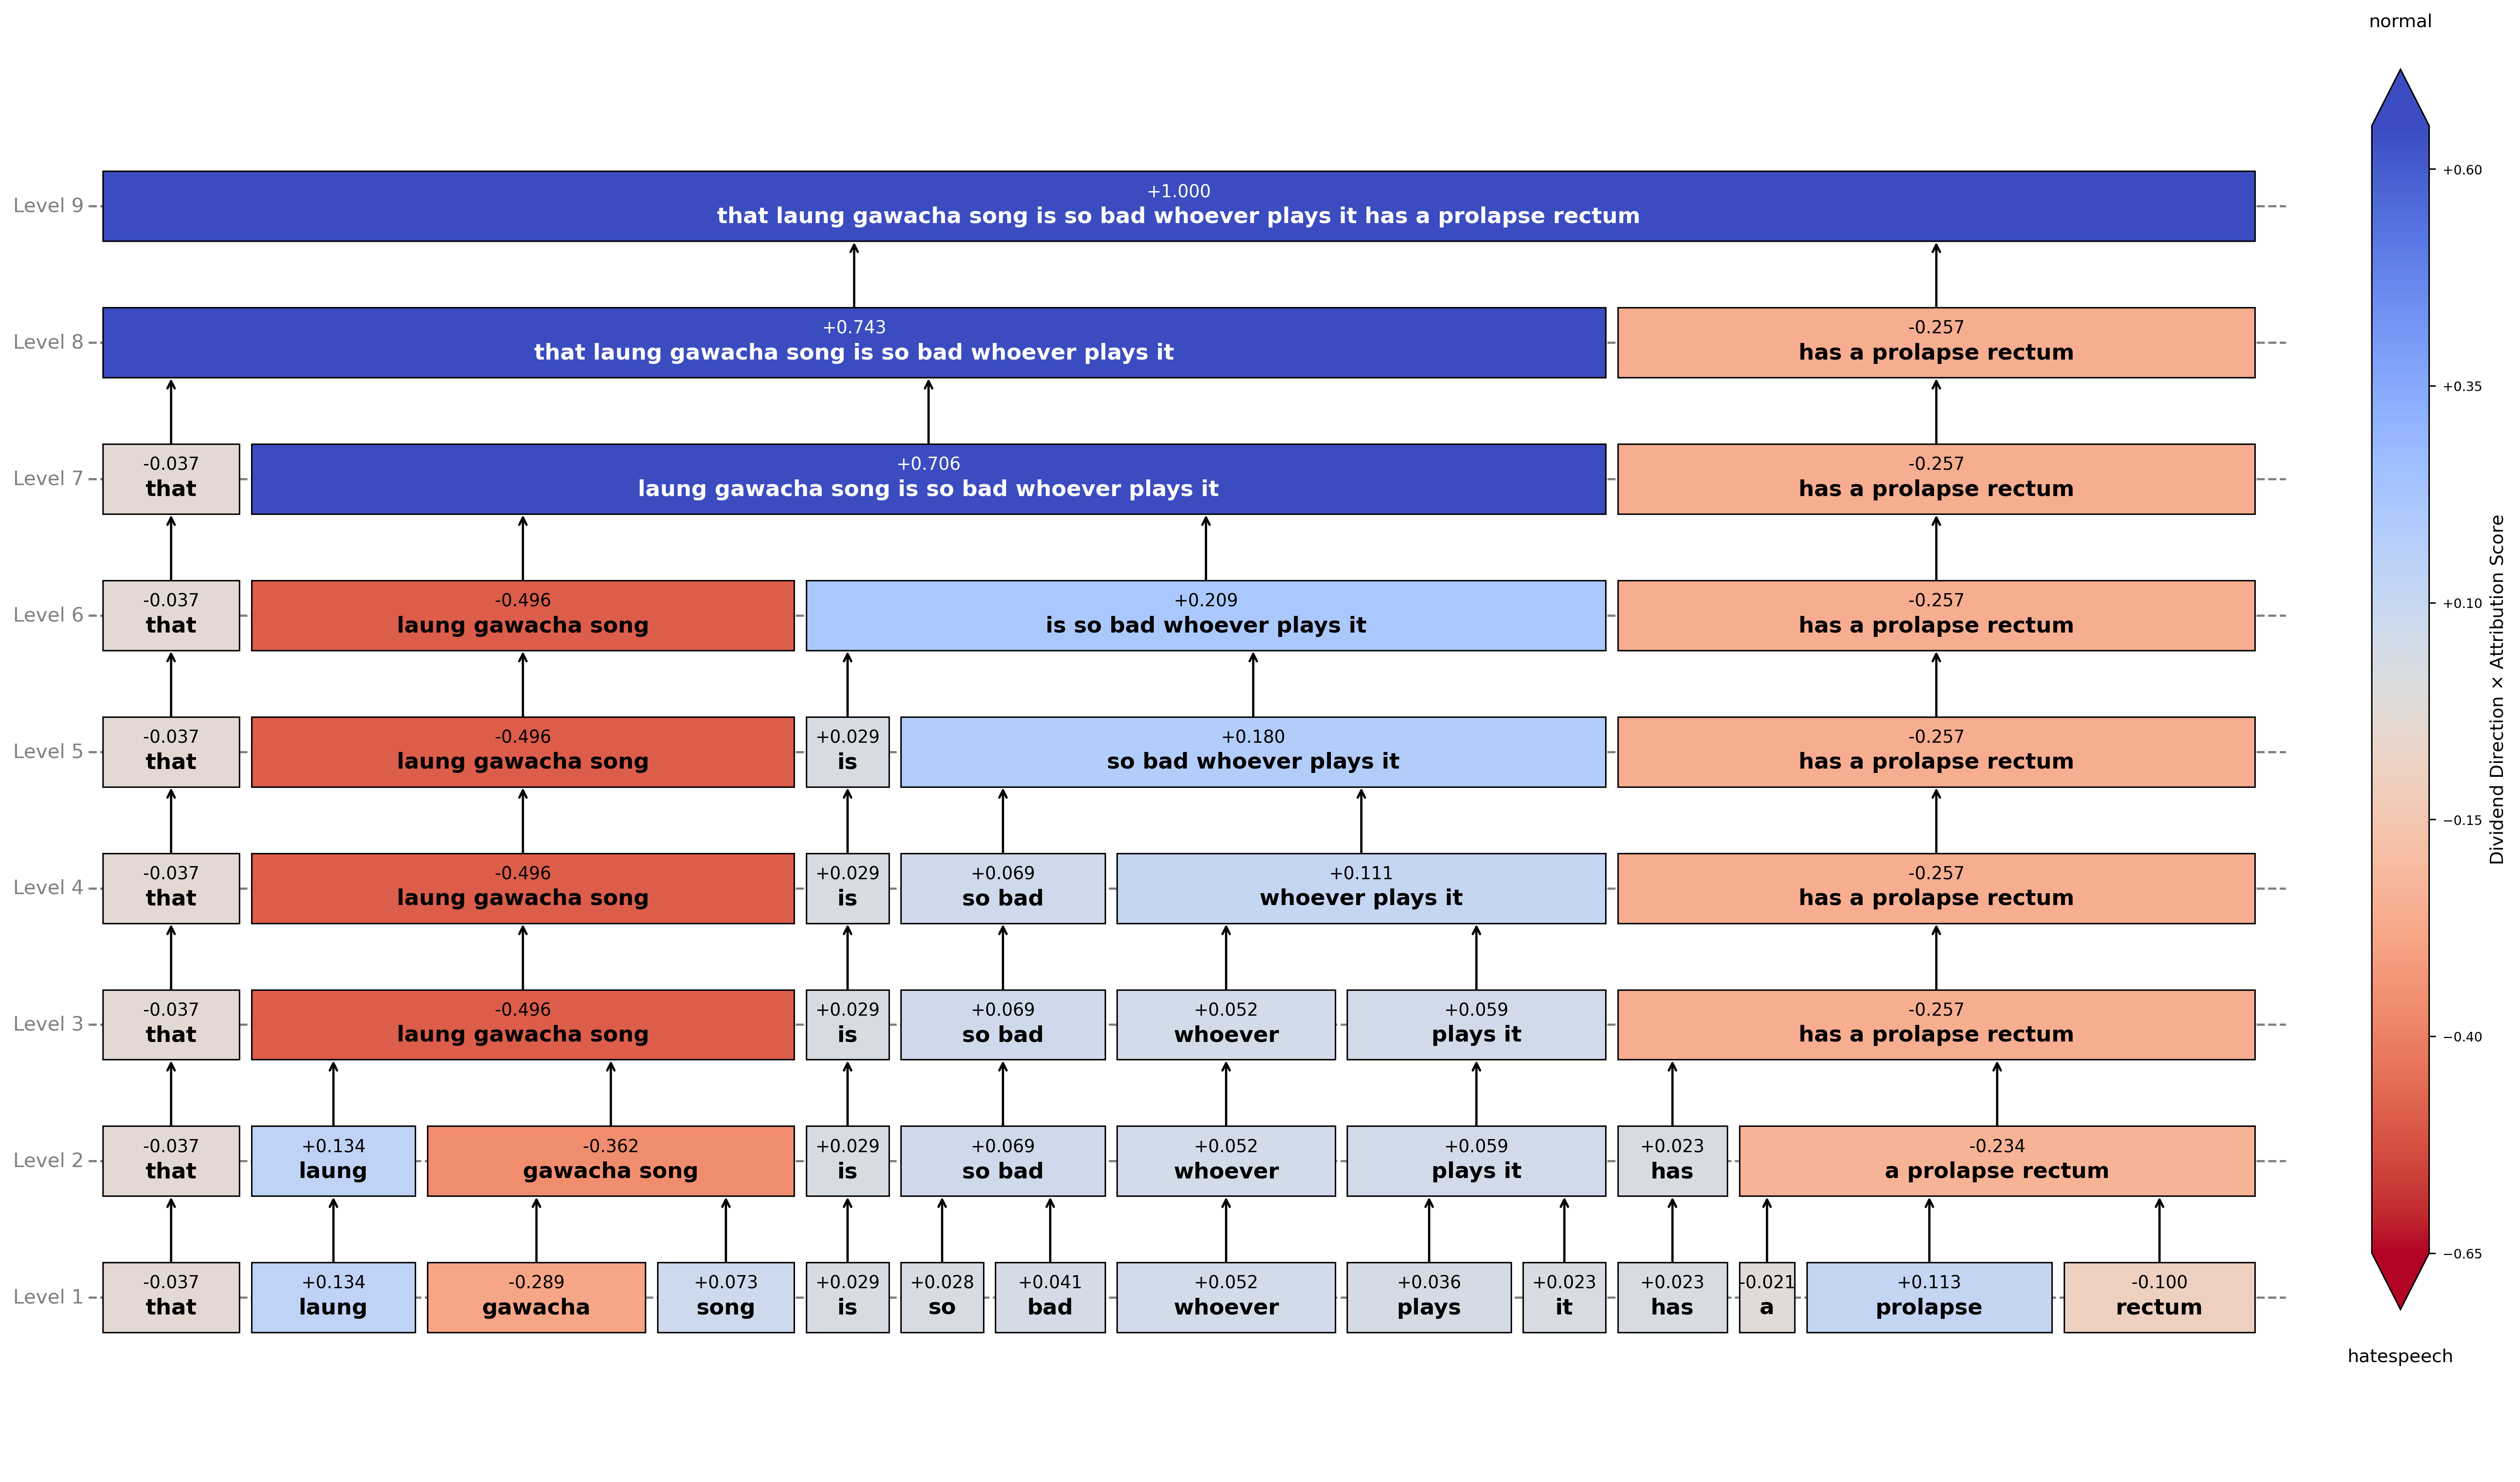 normal
Level 9
+1.000
that laung gawacha song is so bad whoever plays it has a prolapse rectum
Level 8
+0.743
that laung gawacha song is so bad whoever plays it
-0.257
has a prolapse rectum
Level 7
-0.037
that
+0.706
laung gawacha song is so bad whoever plays it
-0.257
has a prolapse rectum
Level 6
-0.037
that
-0.496
laung gawacha song
+0.209
is so bad whoever plays it
-0.257
has a prolapse rectum
Level 5
-0.037
that
-0.496
laung gawacha song
+0.029
is
+0.180
so bad whoever plays it
-0.257
has a prolapse rectum
Level 4
-0.037
that
-0.496
laung gawacha song
+0.029
is
+0.069
so bad
+0.111
whoever plays it
-0.257
has a prolapse rectum
Level 3
-0.037
that
-0.496
laung gawacha song
+0.029
is
+0.069
so bad
+0.052
whoever
+0.059
plays it
-0.257
has a prolapse rectum
Level 2
-0.037
that
+0.134
laung
-0.362
gawacha song
+0.029
is
+0.069
so bad
+0.052
whoever
+0.059
plays it
+0.023
has
-0.234
a prolapse rectum
Level 1
-0.037
that
+0.134
laung
-0.289
gawacha
+0.073
song
+0.029
is
+0.028
so
+0.041
bad
+0.052
whoever
+0.036
plays
+0.023
it
+0.023
has
-0.021
a
+0.113
prolapse
-0.100
rectum
+0.60
+0.35
+0.10
−0.15
−0.40
−0.65
Dividend Direction × Attribution Score
hatespeech